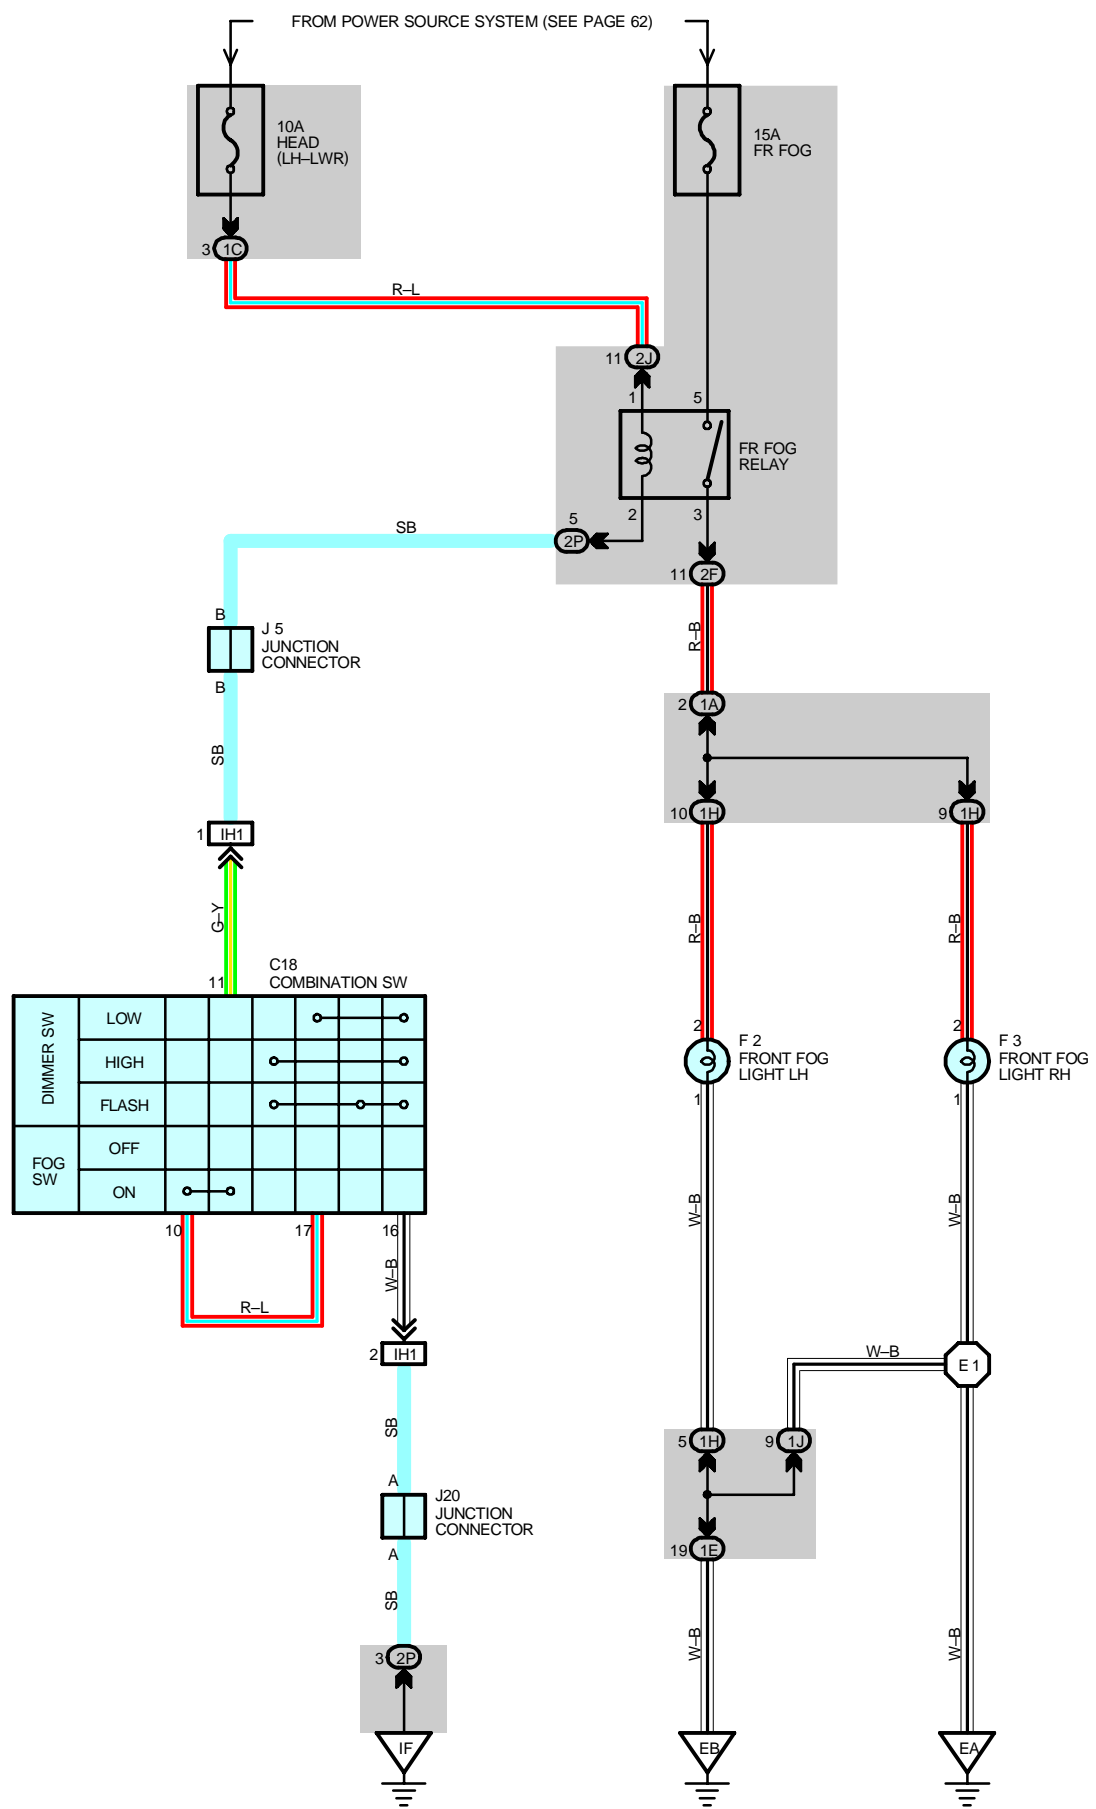 FROM POWER SOURCE SYSTEM (SEE PAGE 62)
10A
HEAD
(LH–LWR)
15A
FR FOG
3 1C
R–L
11 2J
1 5
FR FOG
RELAY
2 3
5
2P
SB
11 2F
B
J 5
JUNCTION
CONNECTOR
B
R–B
2 1A
SB
10 1H
9 1H
1 IH1
G–Y
R–B
R–B
11
C18
COMBINATION SW
DIMMER SW
LOW
HIGH
FLASH
FOG
SW
OFF
ON
2
F 2
FRONT FOG
LIGHT LH
1
2
F 3
FRONT FOG
LIGHT RH
1
10 17 16
W–B
W–B
W–B
R–L
2 IH1
W–B
E 1
SB
5 1H
9 1J
A
J20
JUNCTION
CONNECTOR
A
19 1E
SB
W–B
W–B
3 2P
IF
EB
EA